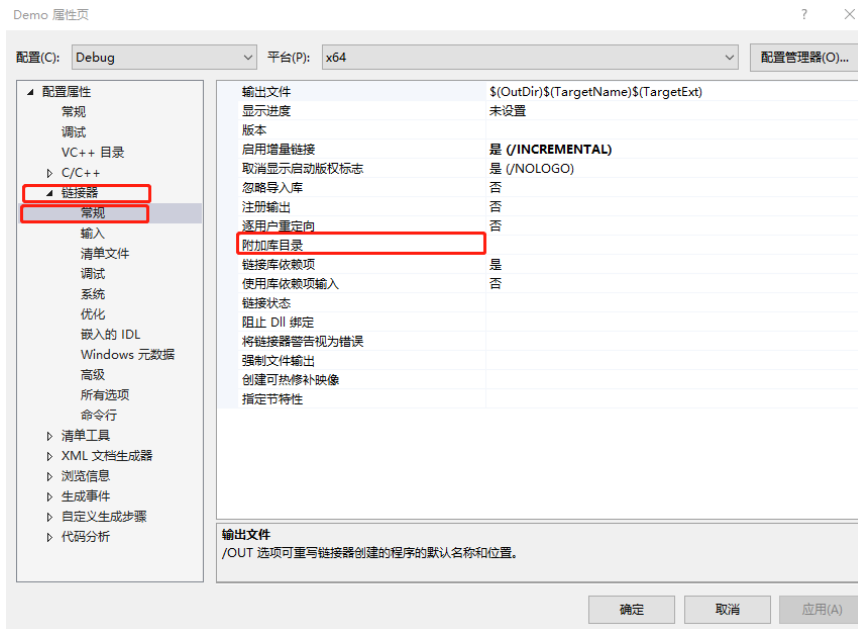 Demo 属性页
配置(C): Debug 平台(P): x64 配置管理器(O)...
配置属性
常规
调试
VC++ 目录
C/C++
链接器
常规
输入
清单文件
调试
系统
优化
嵌入的 IDL
Windows 元数据
高级
所有选项
命令行
清单工具
XML 文档生成器
浏览信息
生成事件
自定义生成步骤
代码分析
输出文件 $(OutDir)$(TargetName)$(TargetExt)
显示进度 未设置
版本
启用增量链接 是 (/INCREMENTAL)
取消显示启动版权标志 是 (/NOLOGO)
忽略导入库 否
注册输出 否
逐用户重定向 否
附加库目录
链接库依赖项 是
使用库依赖项输入 否
链接状态
阻止 Dll 绑定
将链接器警告视为错误
强制文件输出
创建可热修补映像
指定节特性
输出文件
/OUT 选项可重写链接器创建的程序的默认名称和位置。
确定 取消 应用(A)